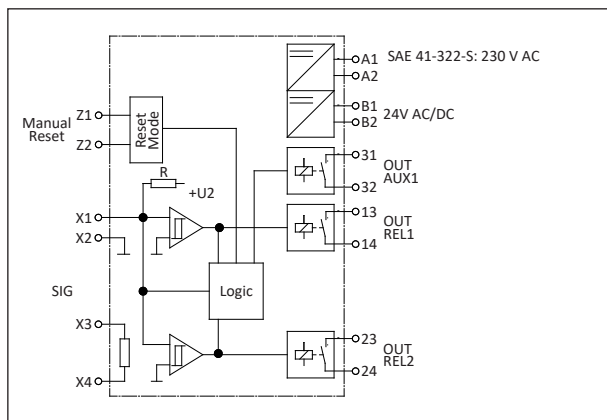 A1 SAE 41-322-S: 230 V AC
A2
B1
24V AC/DC
B2
Manual
Reset
Z1
Z2
Reset
Mode
31
OUT
AUX1
32
R
+U2
X1
X2
13
OUT
REL1
14
SIG
Logic
X3
X4
23
OUT
REL2
24